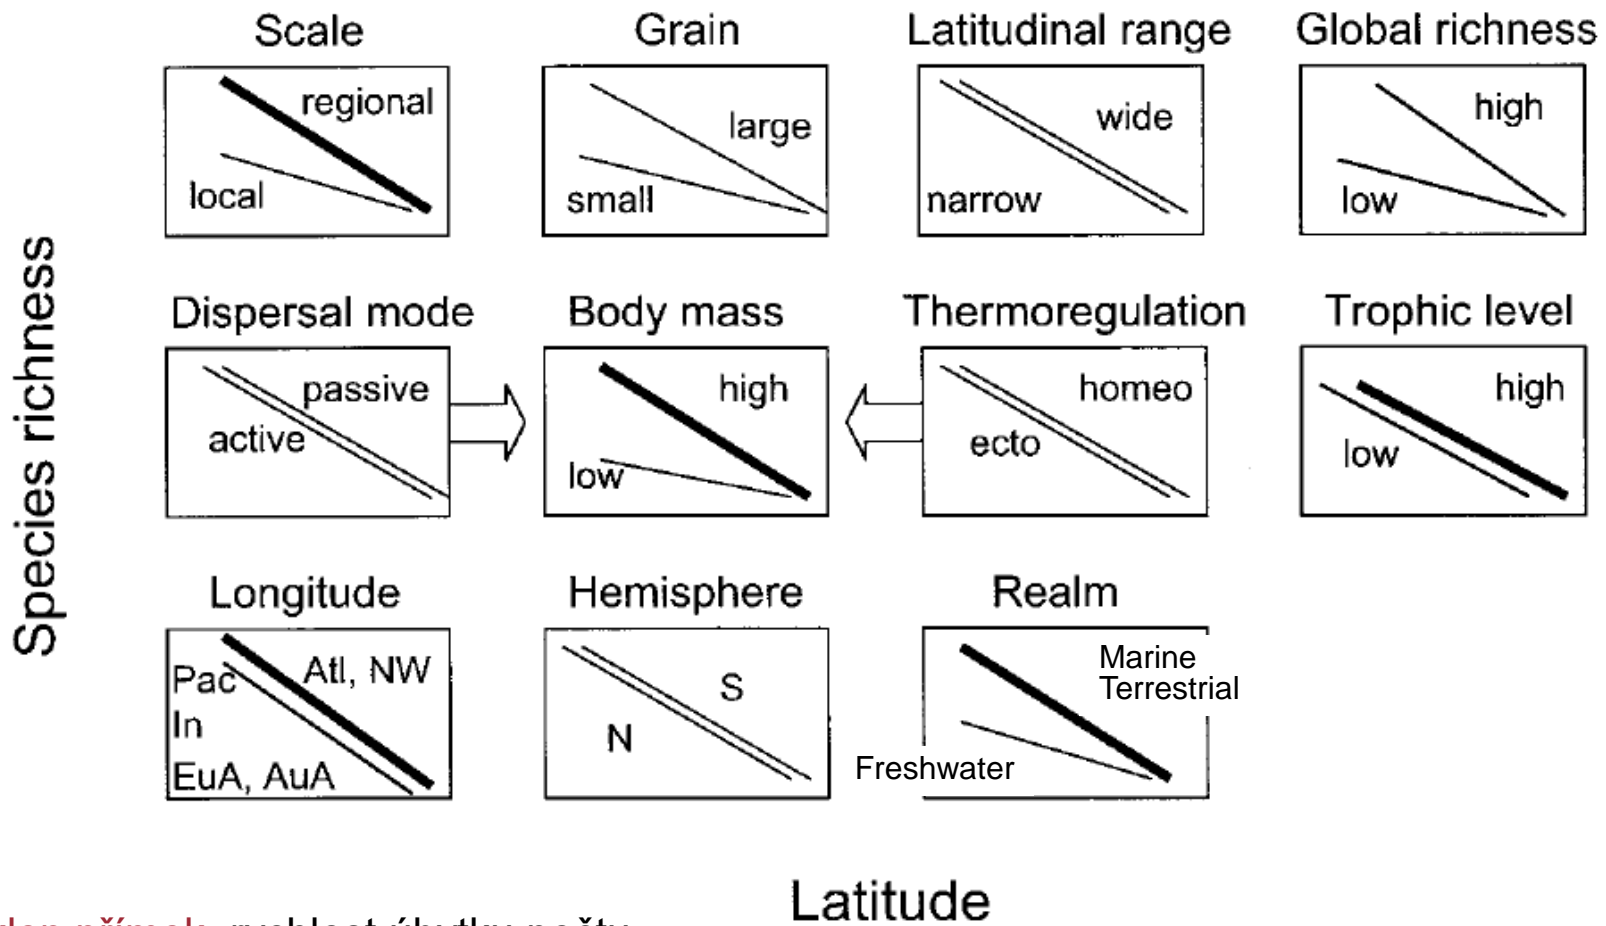 Scale
Grain
Latitudinal range
Global richness
regional
local
large
small
wide
narrow
high
low
Species richness
Dispersal mode
Body mass
Thermoregulation
Trophic level
passive
active
high
low
homeo
ecto
high
low
Longitude
Hemisphere
Realm
Pac
In
EuA, AuA
Atl, NW
S
N
Marine
Terrestrial
Freshwater
Latitude